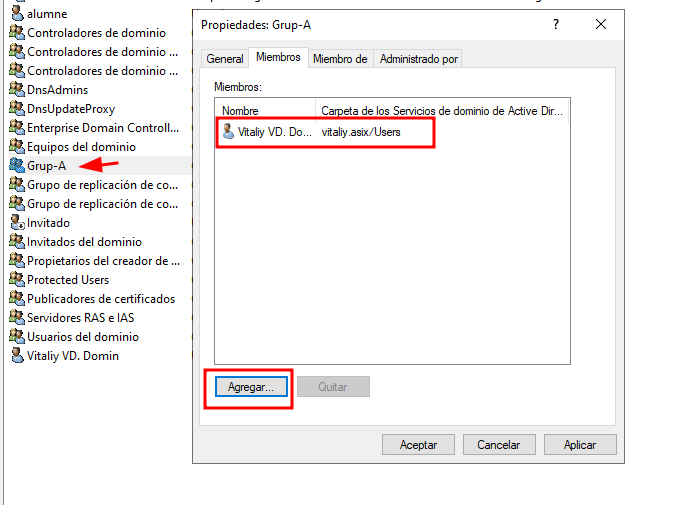 alumne
Controladores de dominio
Controladores de dominio ...
Controladores de dominio ...
DnsAdmins
DnsUpdateProxy
Enterprise Domain Controll...
Equipos del dominio
Grup-A
Grupo de replicación de co...
Grupo de replicación de co...
Invitado
Invitados del dominio
Propietarios del creador de ...
Protected Users
Publicadores de certificados
Servidores RAS e IAS
Usuarios del dominio
Vitaliy VD. Domin
Propiedades: Grup-A
?
General Miembros Miembro de Administrado por
Miembros:
Nombre Carpeta de los Servicios de dominio de Active Dir...
Vitaliy VD. Do... vitaliy.asix/Users
Agregar... Quitar
Aceptar Cancelar Aplicar